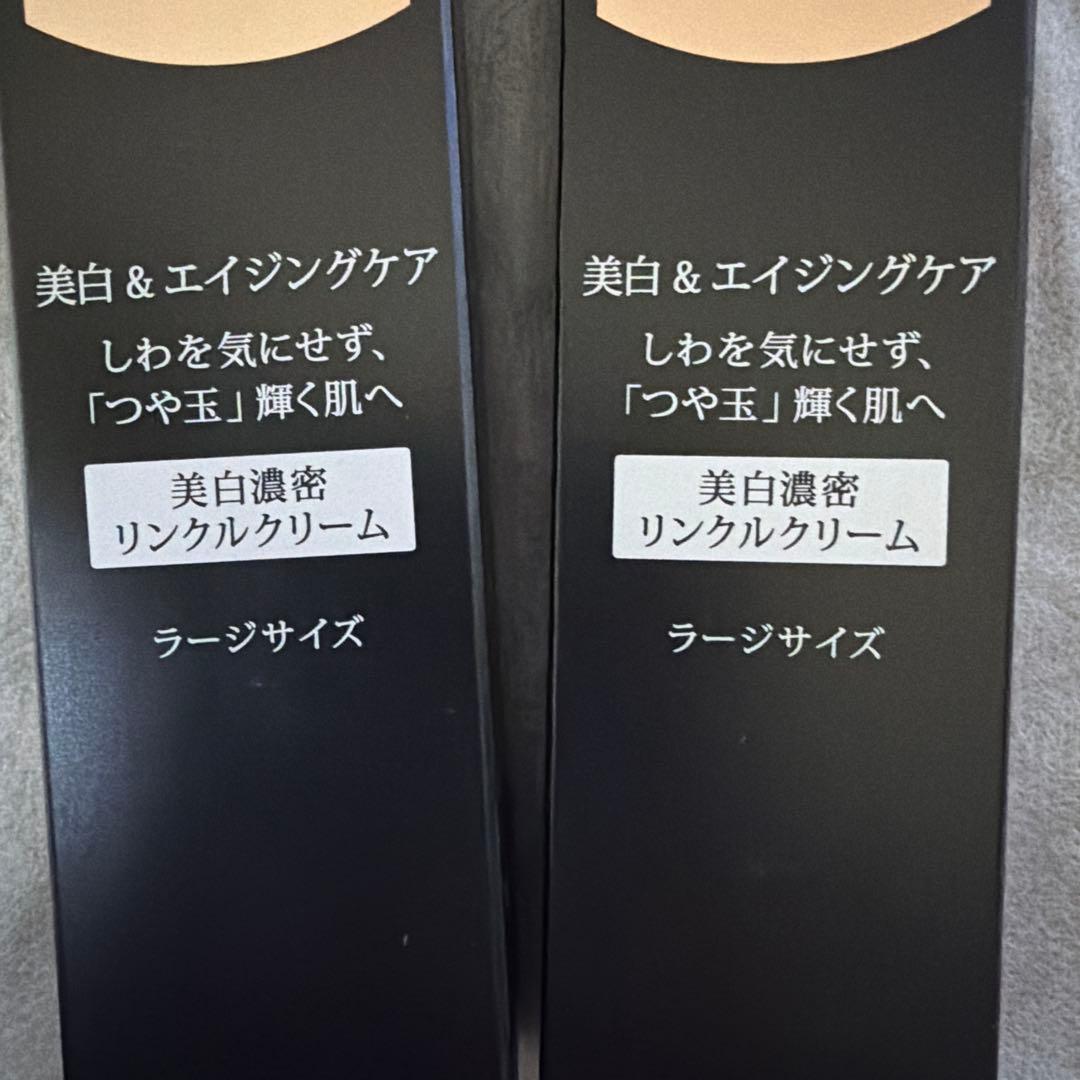 美白&エイジングケア
しわを気にせず、
「つや玉」輝く肌へ
美白濃密
リンクルクリーム
ラージサイズ
美白&エイジングケア
しわを気にせず、
「つや玉」輝く肌へ
美白濃密
リンクルクリーム
ラージサイズ